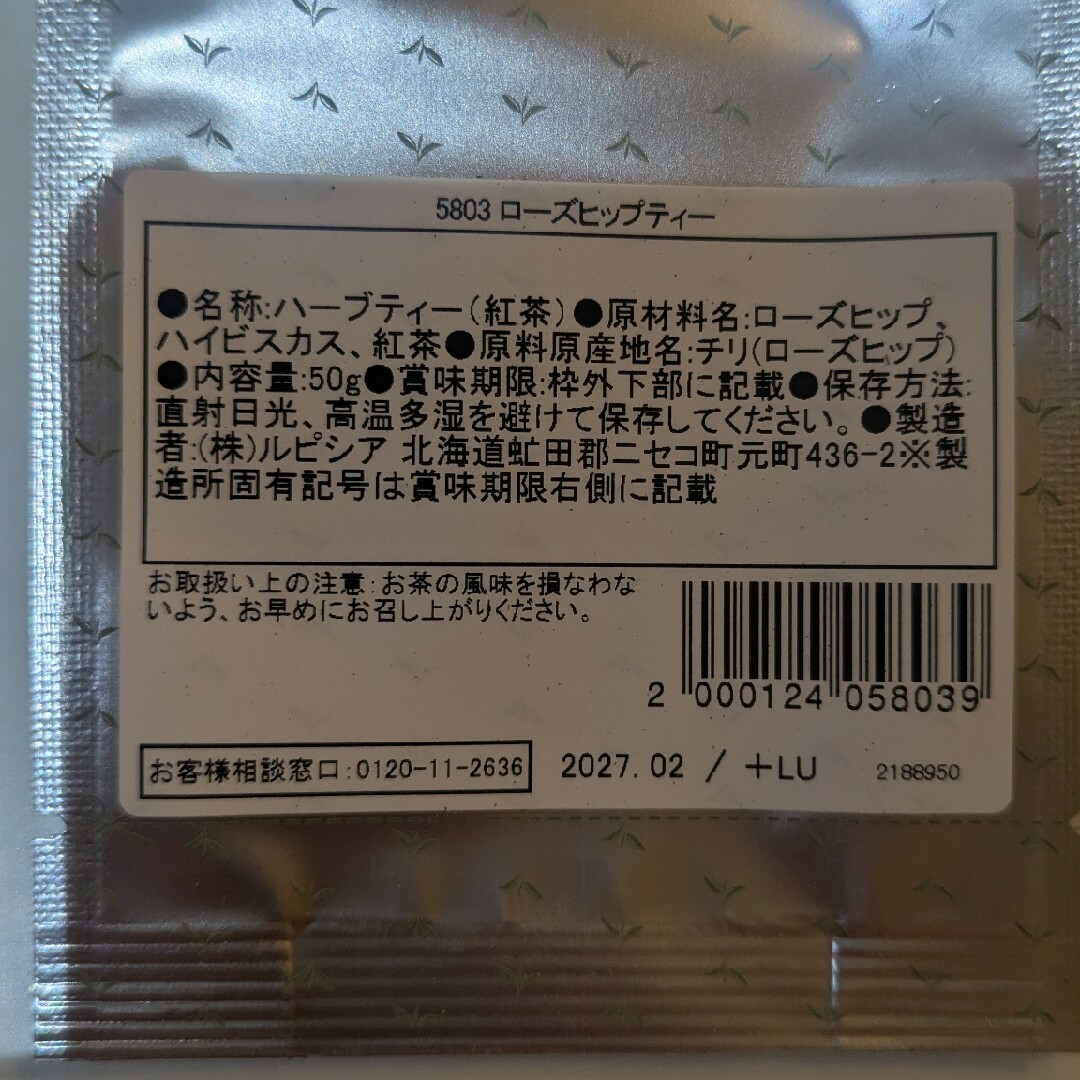 5803 ローズヒップティー
●名称:ハーブティー(紅茶)●原材料名:ローズヒップ、
ハイビスカス、紅茶●原料原産地名:チリ(ローズヒップ)
●内容量:50g●賞味期限:枠外下部に記載●保存方法:
直射日光、高温多湿を避けて保存してください。●製造
者:(株)ルピシア 北海道虻田郡ニセコ町元町436-2※製
造所固有記号は賞味期限右側に記載
お取扱い上の注意:お茶の風味を損なわな
いよう、お早めにお召し上がりください。
2 000124 058039
お客様相談窓口:0120-11-2636
2027.02 / +LU 2188950